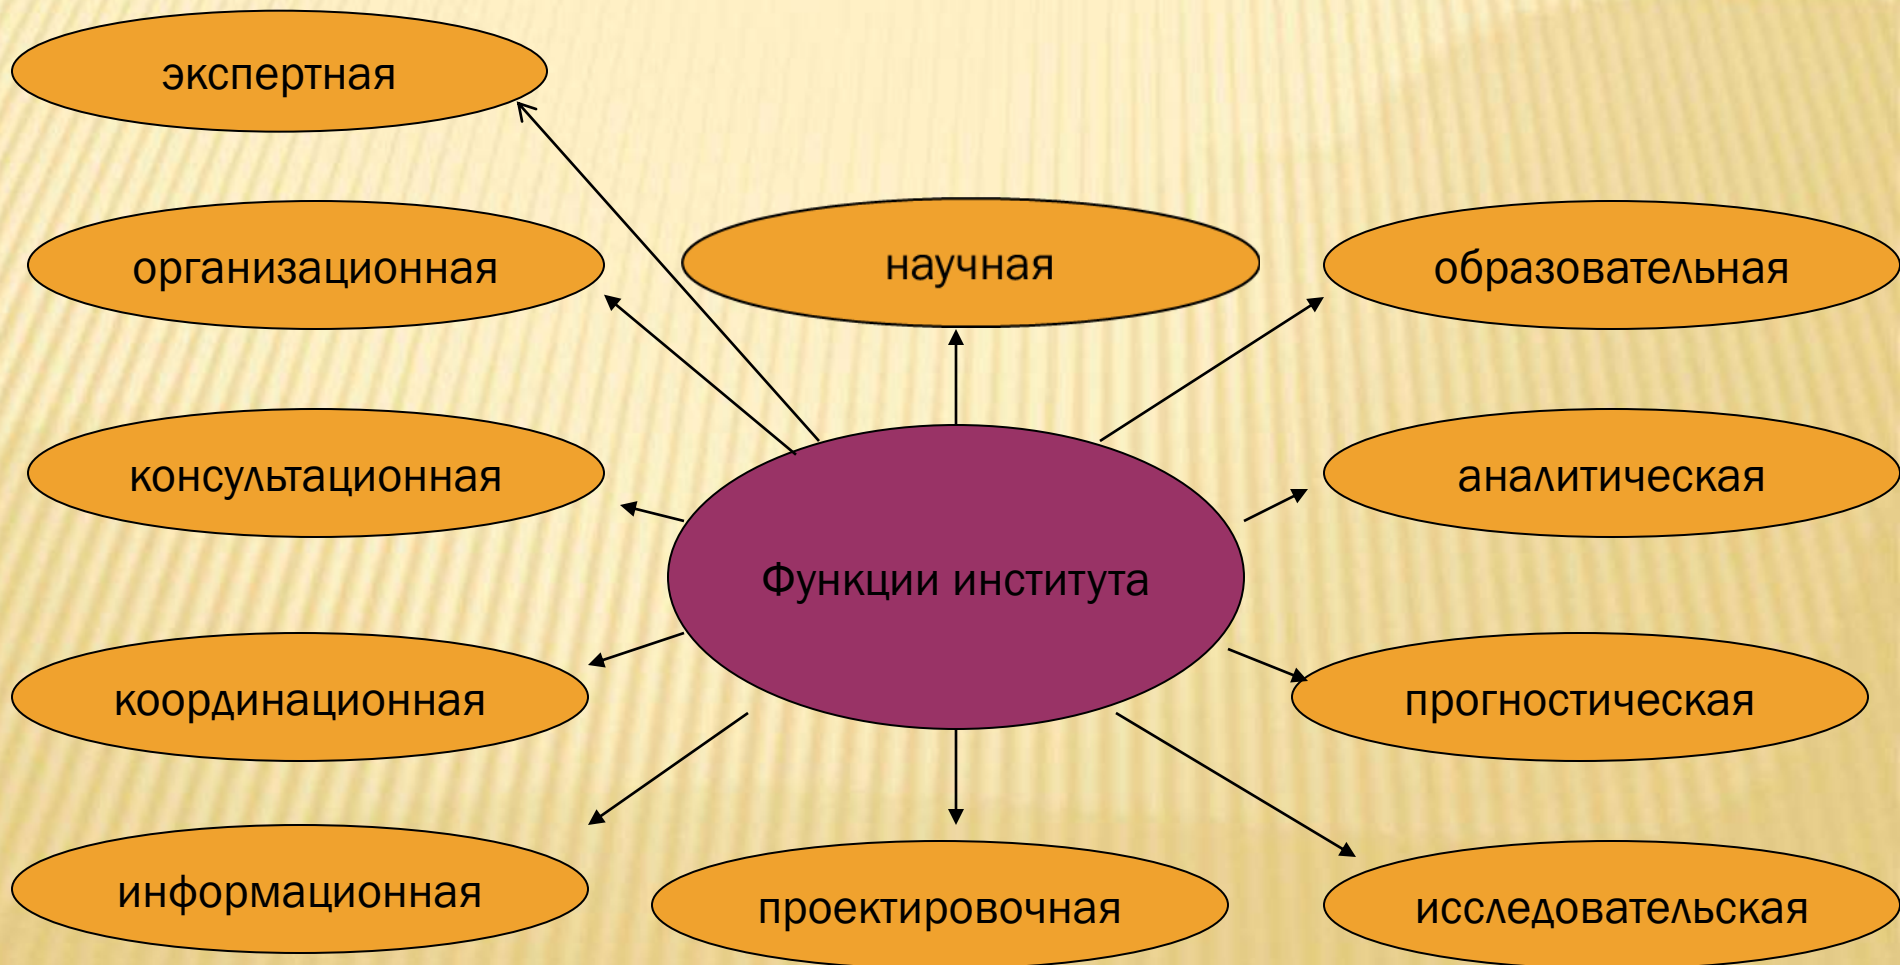 экспертная
организационная
научная
образовательная
консультационная
аналитическая
Функции института
координационная
прогностическая
информационная
проектировочная
исследовательская